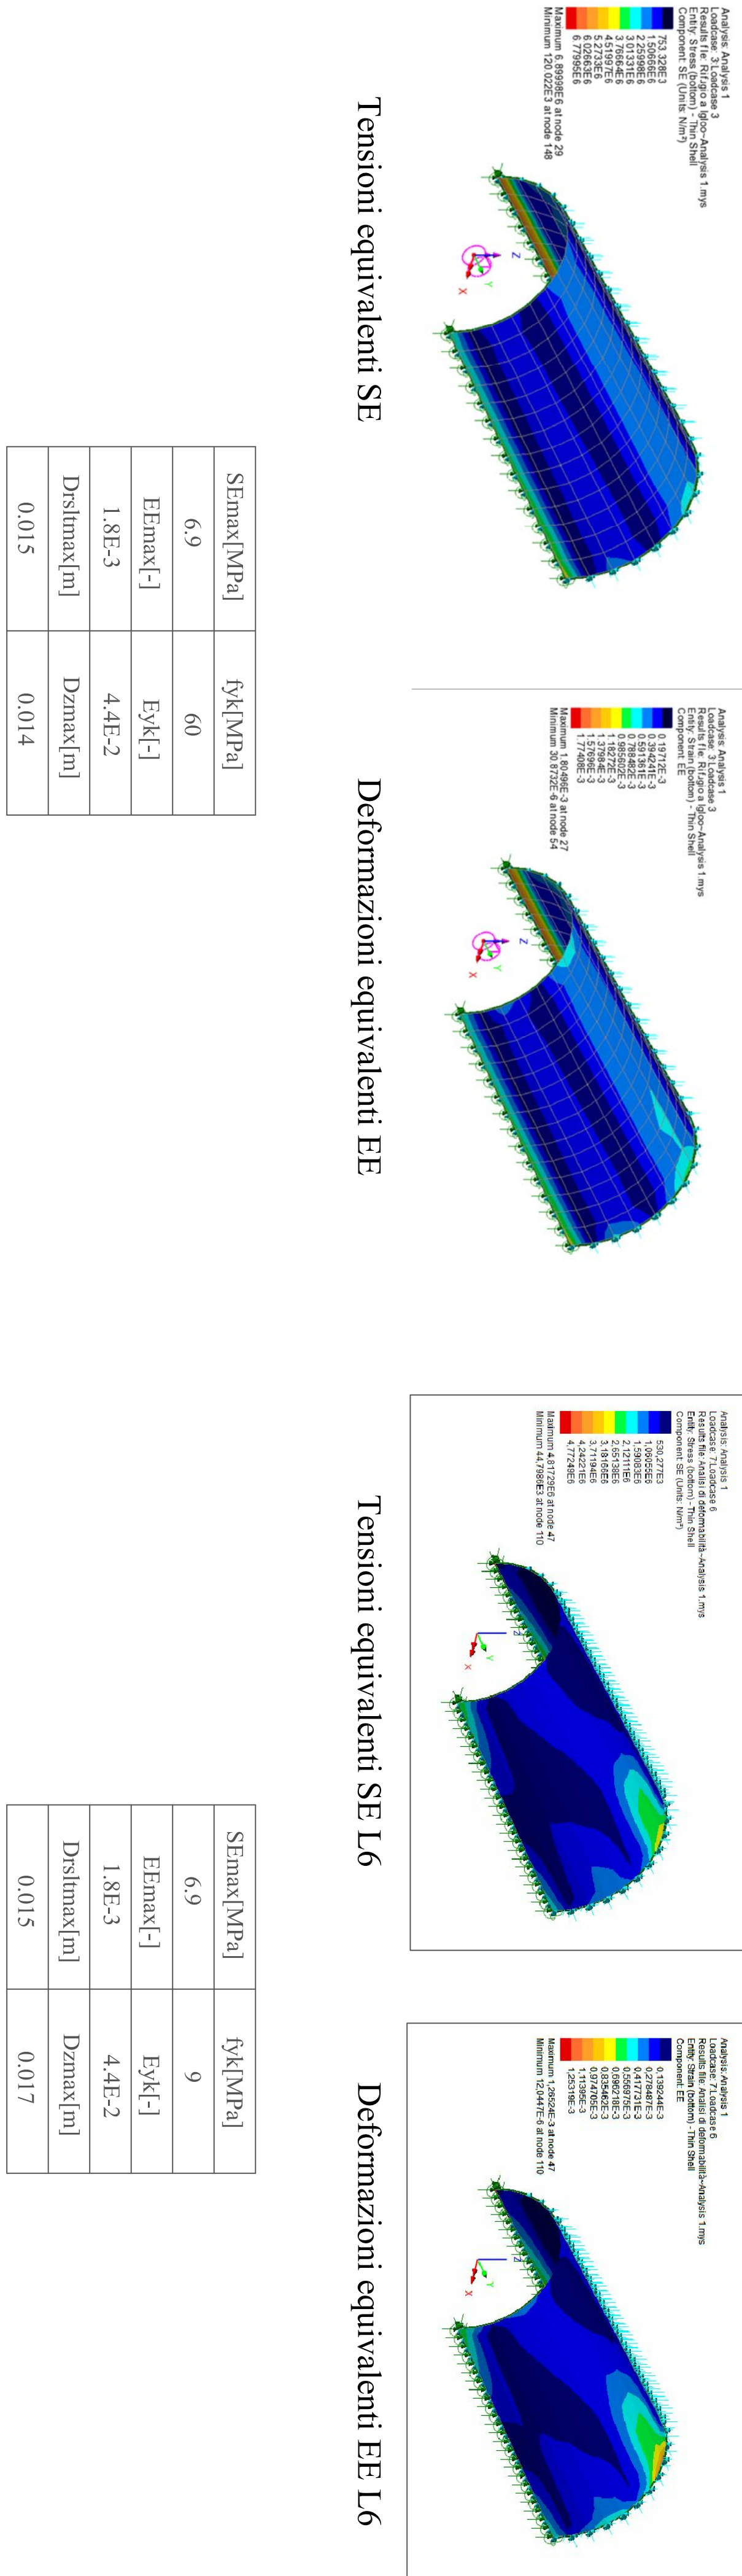 Analysis: Analysis 1
Loadcase: 3:Loadcase 3
Results file: Rifugio a Igloo~Analysis 1.mys
Entity: Stress (bottom) - Thin Shell
Component: SE (Units: N/m²)
753.328E3
1.50666E6
2.25998E6
3.01331E6
3.76664E6
4.51997E6
5.2733E6
6.02663E6
6.77995E6
Maximum 6.89998E6 at node 29
Minimum 120.022E3 at node 148
Z
Y
X
Tensioni equivalenti SE
Analysis: Analysis 1
Loadcase: 3:Loadcase 3
Results file: Rifugio a Igloo~Analysis 1.mys
Entity: Strain (bottom) - Thin Shell
Component: EE
0.19712E-3
0.394241E-3
0.591361E-3
0.788482E-3
0.985602E-3
1.18272E-3
1.37984E-3
1.57696E-3
1.77408E-3
Maximum 1.80496E-3 at node 27
Minimum 30.8732E-6 at node 54
Z
Y
X
Deformazioni equivalenti EE
SEmax[MPa] fyk[MPa]
6.9 60
EEmax[-] Eyk[-]
1.8E-3 4.4E-2
Drsltmax[m] Dzmax[m]
0.015 0.014
Analysis: Analysis 1
Loadcase: 7:Loadcase 6
Results file: Analisi di deformabilità~Analysis 1.mys
Entity: Stress (bottom) - Thin Shell
Component: SE (Units: N/m²)
530,277E3
1,06055E6
1,59083E6
2,12111E6
2,65138E6
3,18166E6
3,71194E6
4,24221E6
4,77249E6
Maximum 4,81729E6 at node 47
Minimum 44,7986E3 at node 110
Z
Y
X
Tensioni equivalenti SE L6
Analysis: Analysis 1
Loadcase: 7:Loadcase 6
Results file: Analisi di deformabilità~Analysis 1.mys
Entity: Strain (bottom) - Thin Shell
Component: EE
0,139244E-3
0,278487E-3
0,417731E-3
0,556975E-3
0,696218E-3
0,835462E-3
0,974705E-3
1,11395E-3
1,25319E-3
Maximum 1,26524E-3 at node 47
Minimum 12,0447E-6 at node 110
Z
Y
X
Deformazioni equivalenti EE L6
SEmax[MPa] fyk[MPa]
6.9 9
EEmax[-] Eyk[-]
1.8E-3 4.4E-2
Drsltmax[m] Dzmax[m]
0.015 0.017